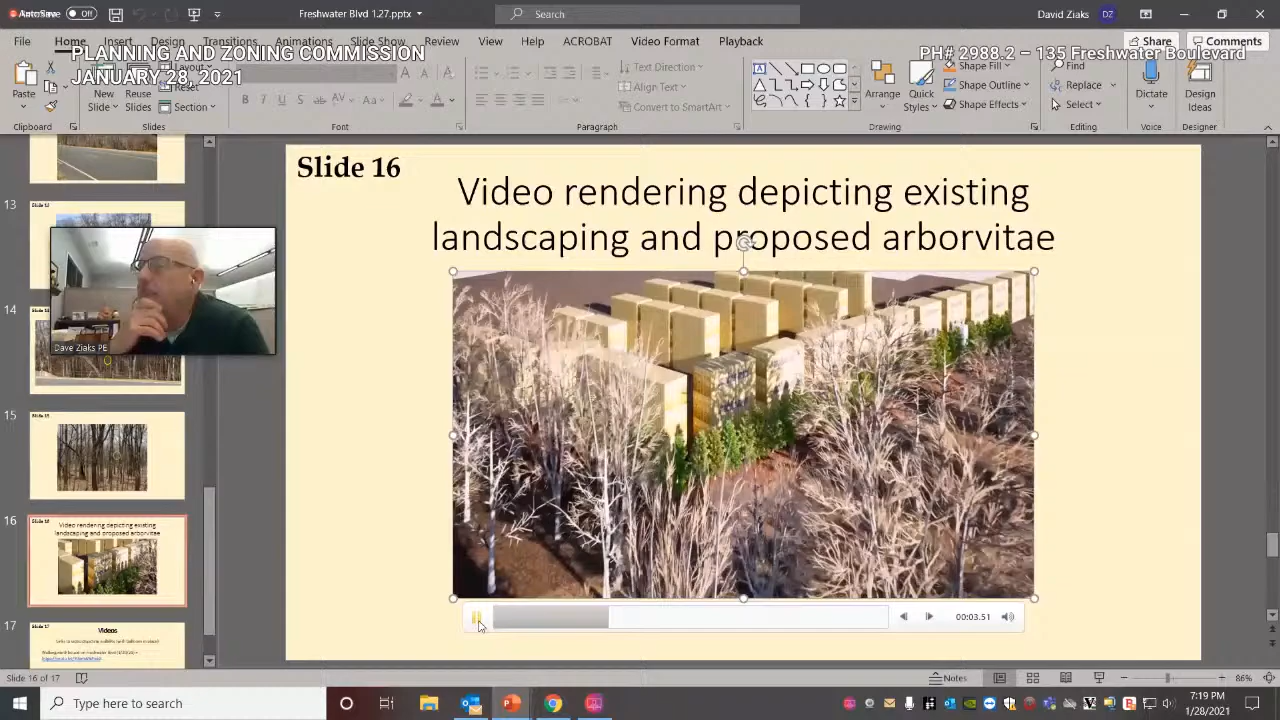 AutoSave
Off
Freshwater Blvd 1.27.pptx
Search
David Ziaks
DZ
File
Home
Insert
Design
Transitions
Animations
Slide Show
Review
View
Help
ACROBAT
Video Format
Playback
Share
Comments
PLANNING AND ZONING COMMISSION
JANUARY 28, 2021
PH# 2988.2 – 135 Freshwater Boulevard
Paste
New
Slide
Reuse
Slides
Layout
Reset
Section
Text Direction
Align Text
Convert to SmartArt
Arrange
Quick
Styles
Shape Fill
Shape Outline
Shape Effects
Find
Replace
Select
Dictate
Design
Ideas
Clipboard
Slides
Font
Paragraph
Drawing
Editing
Voice
Designer
13
14
15
16
17
Dave Ziaks PE
Video rendering depicting existing
landscaping and proposed arborvitae
Videos
Slide 16
Video rendering depicting existing
landscaping and proposed arborvitae
00:03.51
Slide 16 of 17
Notes
86%
Type here to search
7:19 PM
1/28/2021